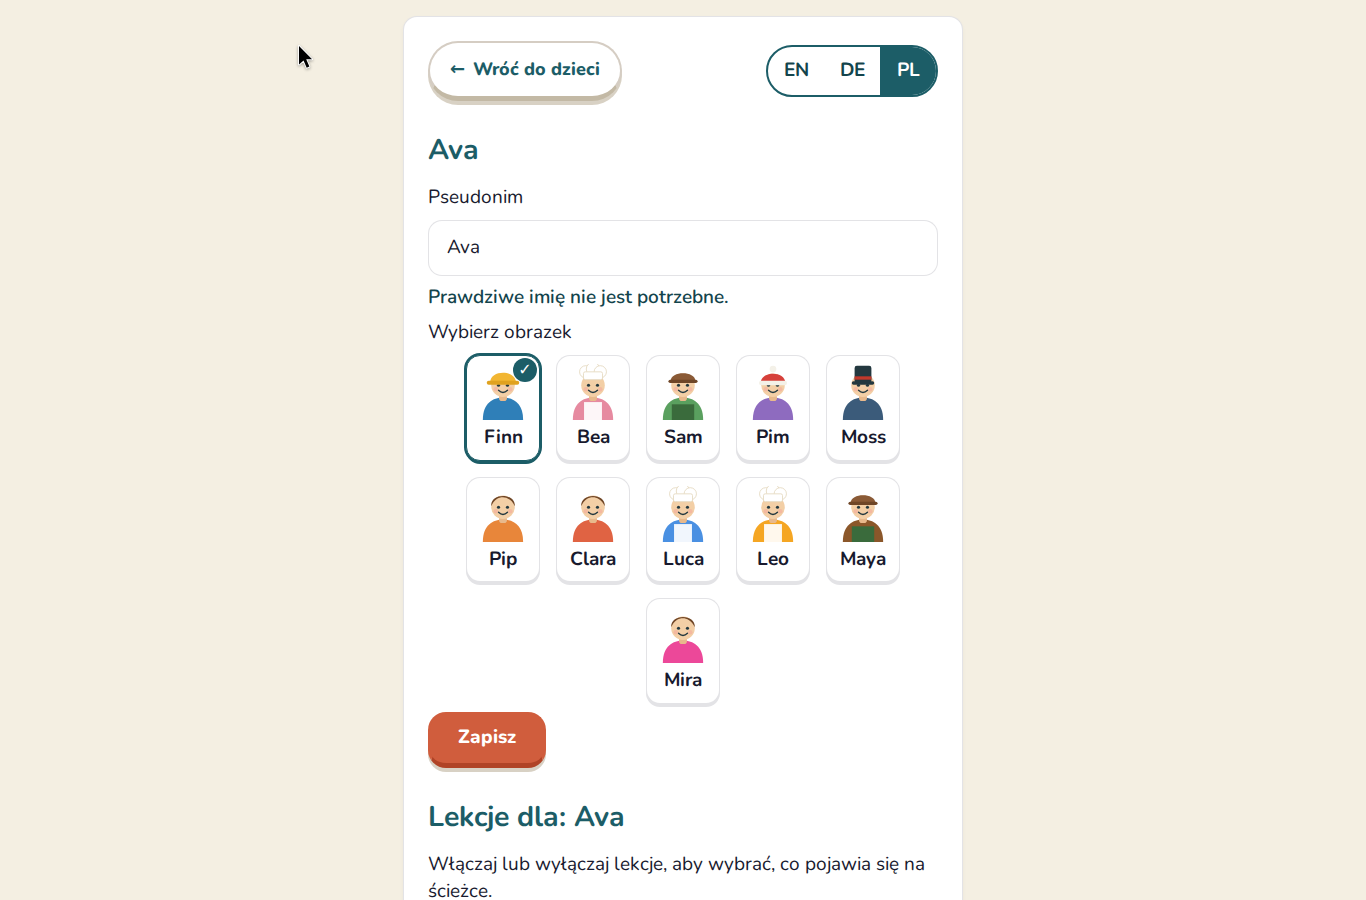 ← Wróć do dzieci
EN DE PL
Ava
Pseudonim
Ava
Prawdziwe imię nie jest potrzebne.
Wybierz obrazek
✓
Finn Bea Sam Pim Moss
Pip Clara Luca Leo Maya
Mira
Zapisz
Lekcje dla: Ava
Włączaj lub wyłączaj lekcje, aby wybrać, co pojawia się na
ścieżce.